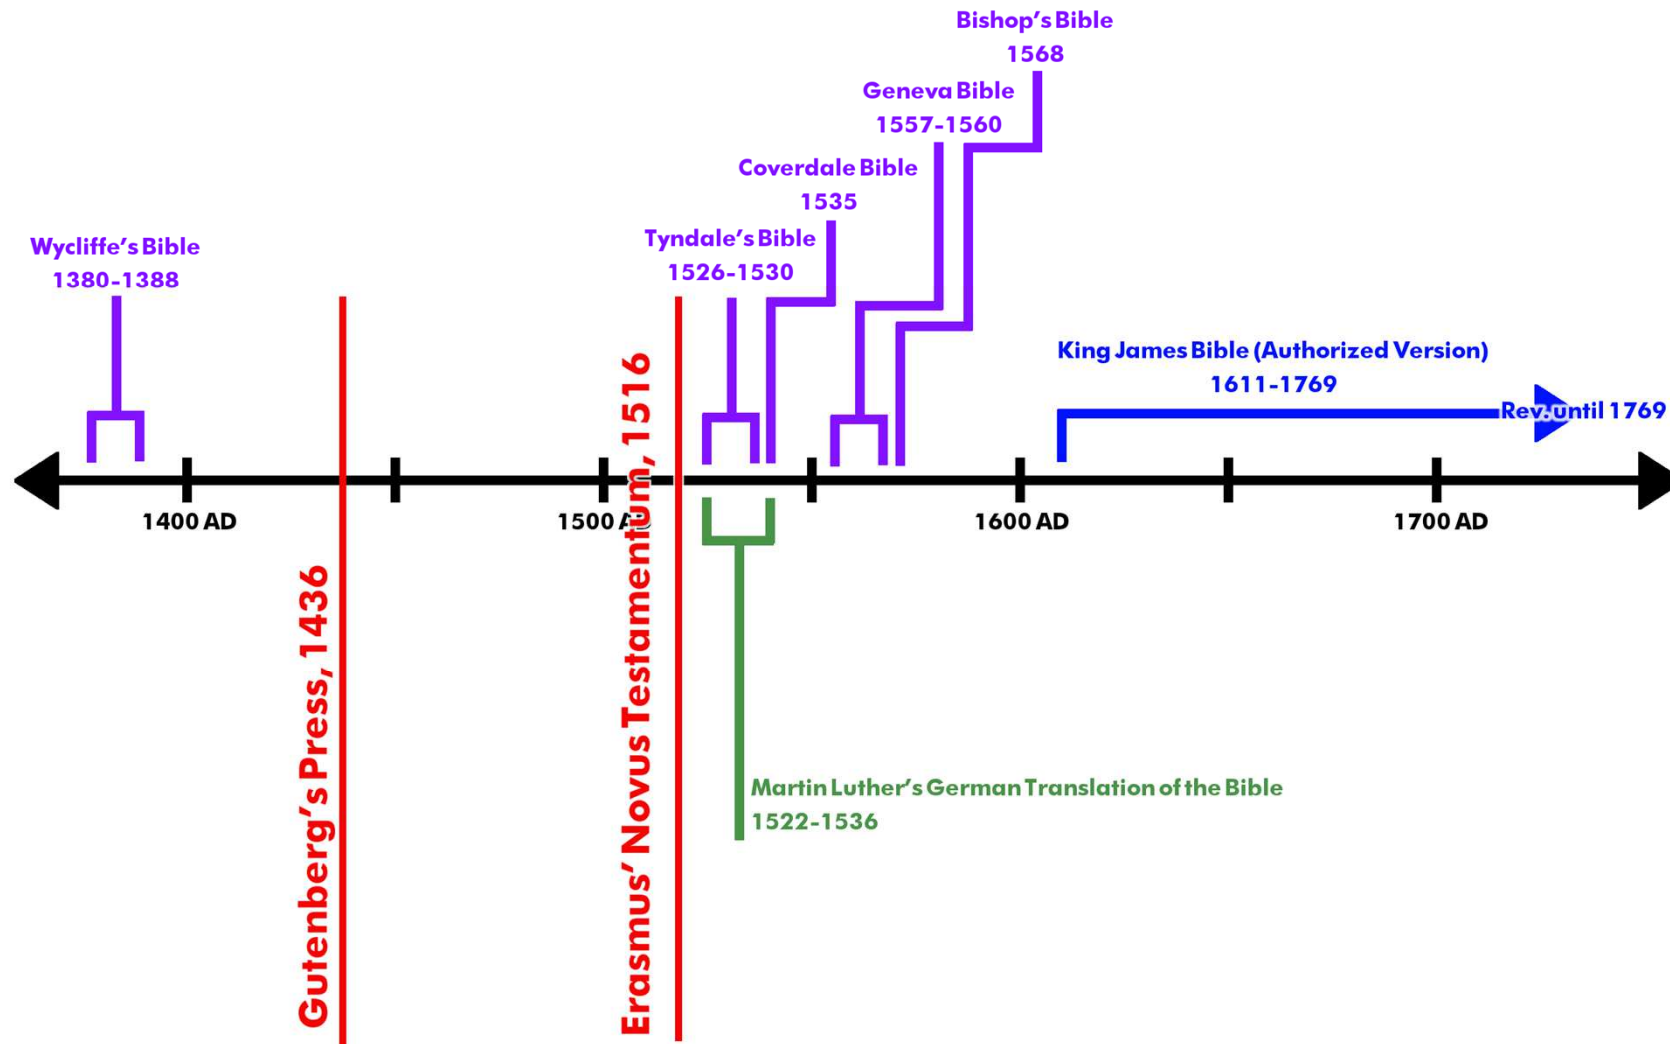 Bishop's Bible
1568
Geneva Bible
1557-1560
Coverdale Bible
1535
Tyndale's Bible
1526-1530
Wycliffe's Bible
1380-1388
King James Bible (Authorized Version)
1611-1769
Rev. until 1769
1400 AD
1500 AD
1600 AD
1700 AD
Gutenberg's Press, 1436
Erasmus' Novus Testamentum, 1516
Martin Luther's German Translation of the Bible
1522-1536